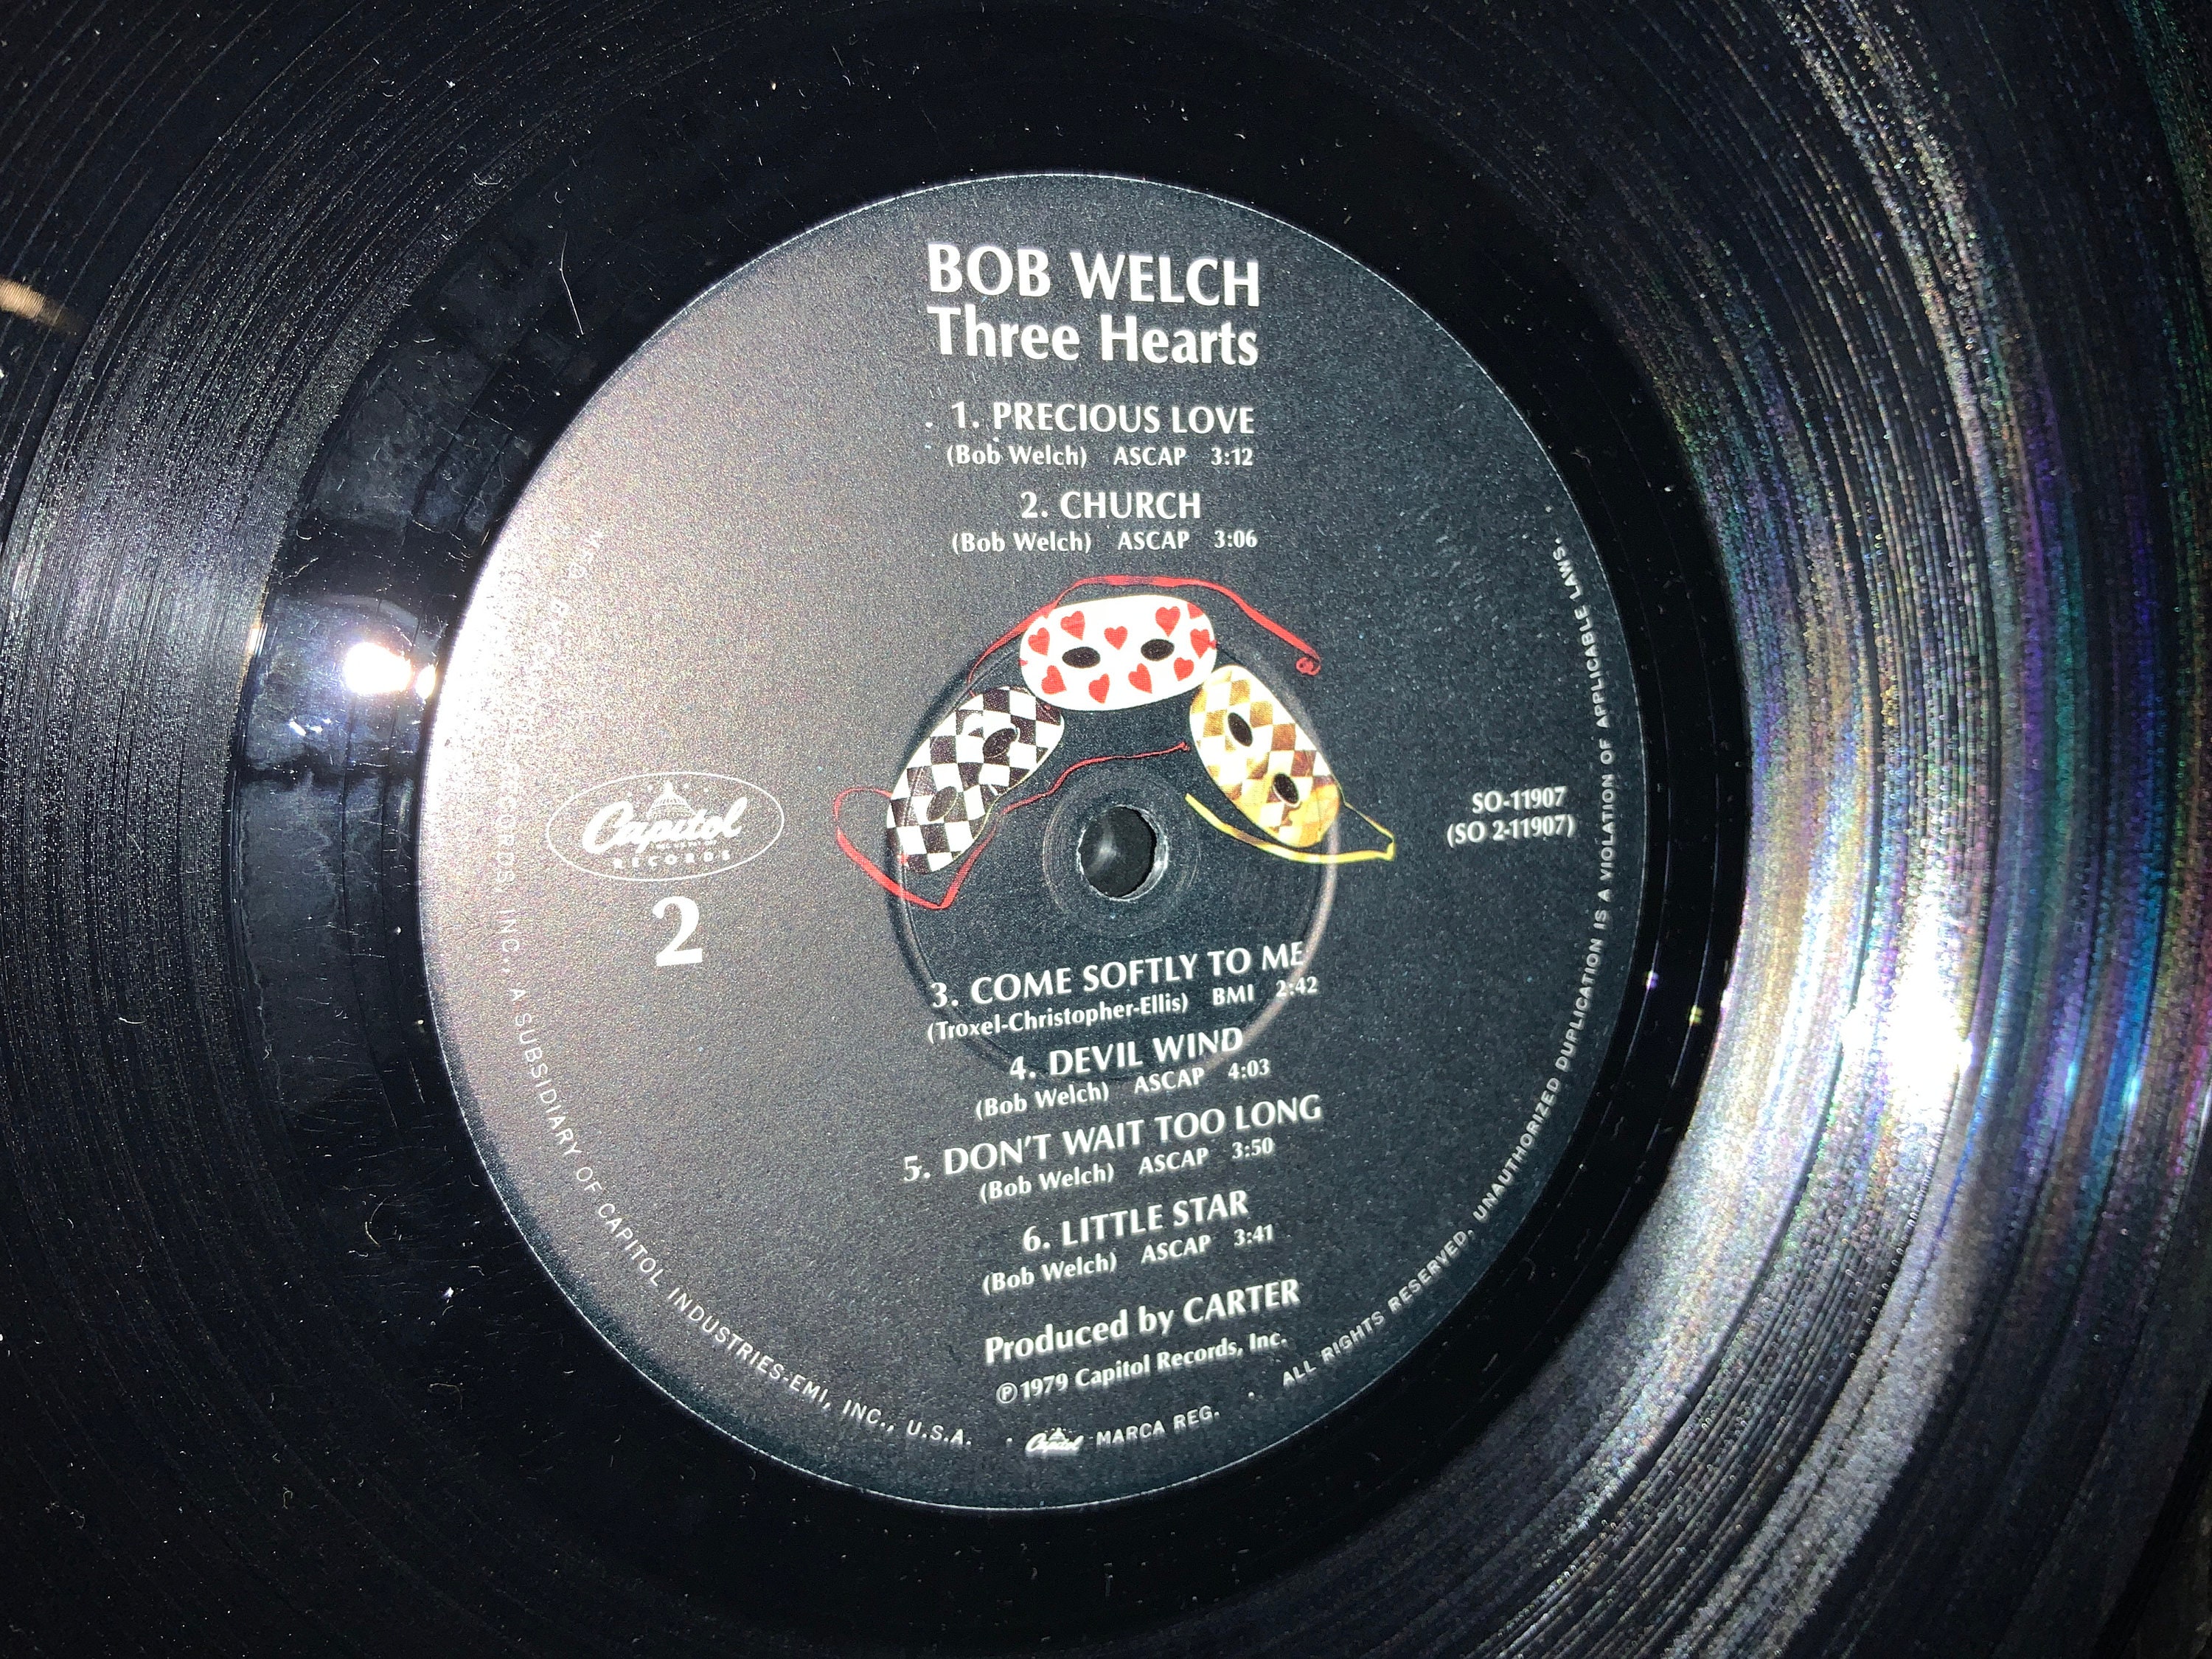 BOB WELCH
Three Hearts
1. PRECIOUS LOVE
(Bob Welch) ASCAP 3:12
2. CHURCH
(Bob Welch) ASCAP 3:06
Capitol
RECORDS
2
SO-11907
(SO 2-11907)
3. COME SOFTLY TO ME
(Troxel-Christopher-Ellis) BMI 2:42
4. DEVIL WIND
(Bob Welch) ASCAP 4:03
5. DON'T WAIT TOO LONG
(Bob Welch) ASCAP 3:50
6. LITTLE STAR
(Bob Welch) ASCAP 3:41
Produced by CARTER
℗ 1979 Capitol Records, Inc.
INC., A SUBSIDIARY OF CAPITOL INDUSTRIES-EMI, INC., U.S.A. · Capitol MARCA REG. · ALL RIGHTS RESERVED. UNAUTHORIZED DUPLICATION IS A VIOLATION OF APPLICABLE LAWS.